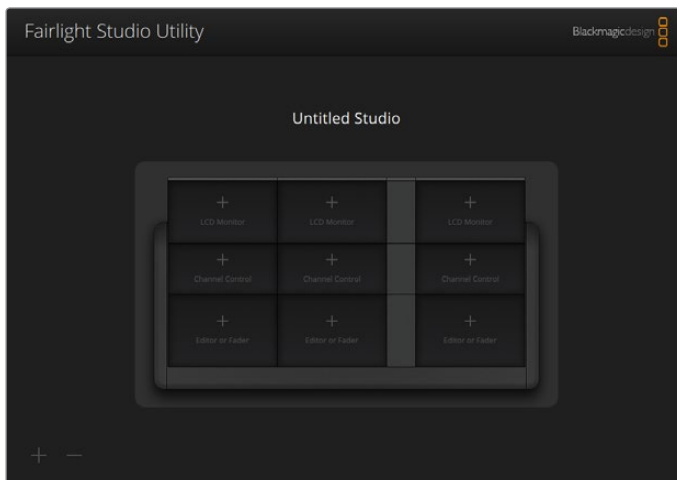 Fairlight Studio Utility
Blackmagicdesign
Untitled Studio
LCD Monitor LCD Monitor LCD Monitor
Channel Control Channel Control Channel Control
Editor or Fader Editor or Fader Editor or Fader